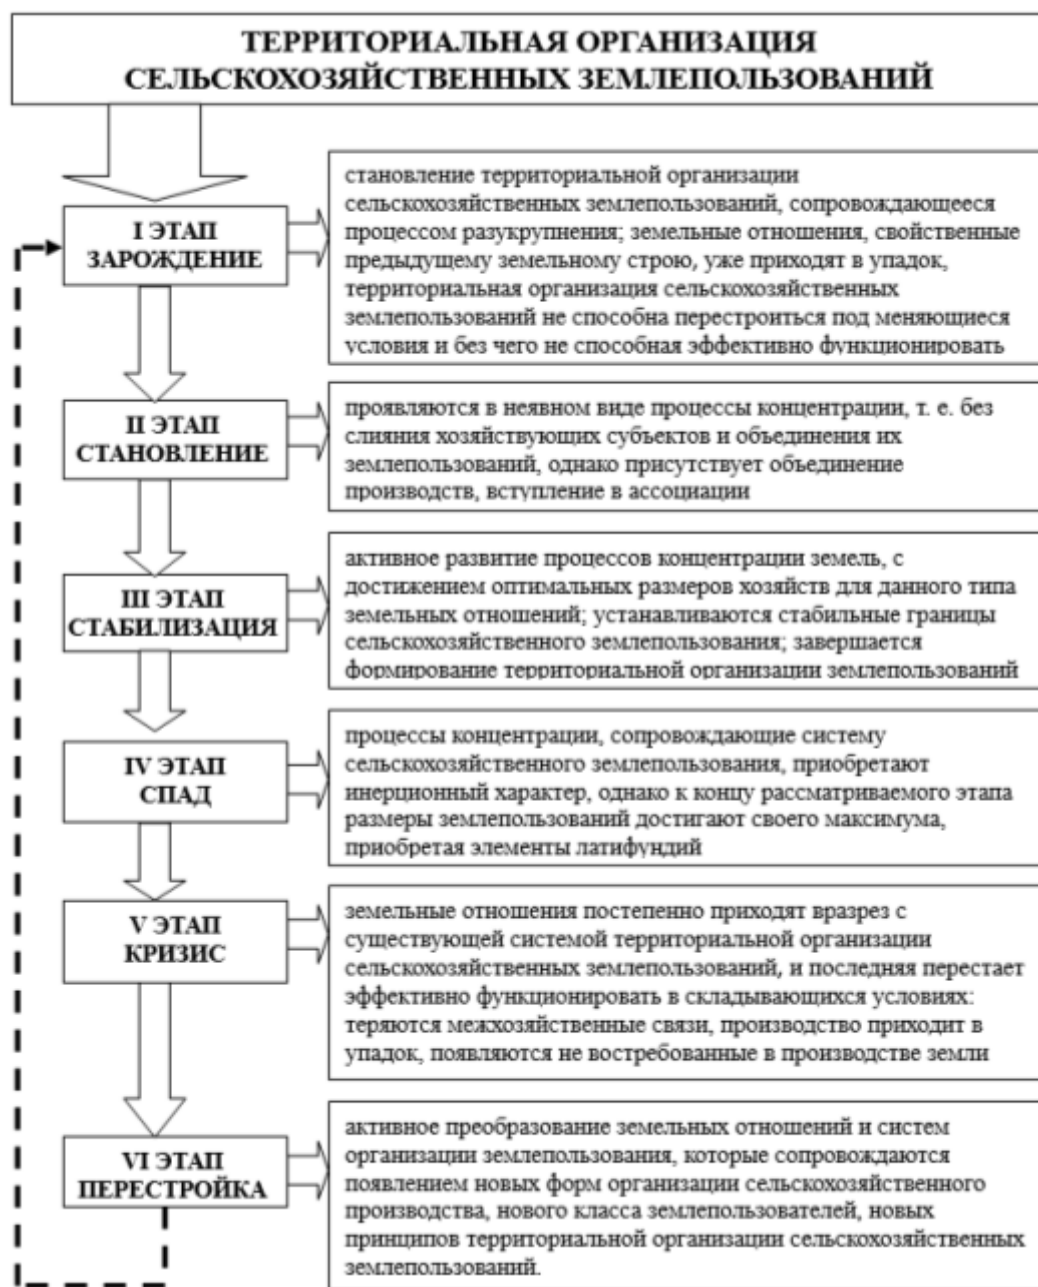 ТЕРРИТОРИАЛЬНАЯ ОРГАНИЗАЦИЯ
СЕЛЬСКОХОЗЯЙСТВЕННЫХ ЗЕМЛЕПОЛЬЗОВАНИЙ
I ЭТАП
ЗАРОЖДЕНИЕ
становление территориальной организации
сельскохозяйственных землепользований, сопровождающееся
процессом разукрупнения; земельные отношения, свойственные
предыдущему земельному строю, уже приходят в упадок,
территориальная организация сельскохозяйственных
землепользований не способна перестроиться под меняющиеся
условия и без чего не способная эффективно функционировать
II ЭТАП
СТАНОВЛЕНИЕ
проявляются в неявном виде процессы концентрации, т. е. без
слияния хозяйствующих субъектов и объединения их
землепользований, однако присутствует объединение
производств, вступление в ассоциации
III ЭТАП
СТАБИЛИЗАЦИЯ
активное развитие процессов концентрации земель, с
достижением оптимальных размеров хозяйств для данного типа
земельных отношений; устанавливаются стабильные границы
сельскохозяйственного землепользования; завершается
формирование территориальной организации землепользований
IV ЭТАП
СПАД
процессы концентрации, сопровождающие систему
сельскохозяйственного землепользования, приобретают
инерционный характер, однако к концу рассматриваемого этапа
размеры землепользований достигают своего максимума,
приобретая элементы латифундий
V ЭТАП
КРИЗИС
земельные отношения постепенно приходят вразрез с
существующей системой территориальной организации
сельскохозяйственных землепользований, и последняя перестает
эффективно функционировать в складывающихся условиях:
теряются межхозяйственные связи, производство приходит в
упадок, появляются не востребованные в производстве земли
VI ЭТАП
ПЕРЕСТРОЙКА
активное преобразование земельных отношений и систем
организации землепользования, которые сопровождаются
появлением новых форм организации сельскохозяйственного
производства, нового класса землепользователей, новых
принципов территориальной организации сельскохозяйственных
землепользований.